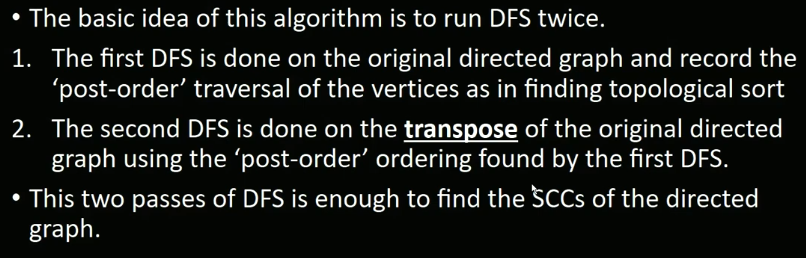 • The basic idea of this algorithm is to run DFS twice.
1. The first DFS is done on the original directed graph and record the
‘post-order’ traversal of the vertices as in finding topological sort
2. The second DFS is done on the transpose of the original directed
graph using the ‘post-order’ ordering found by the first DFS.
• This two passes of DFS is enough to find the SCCs of the directed
graph.